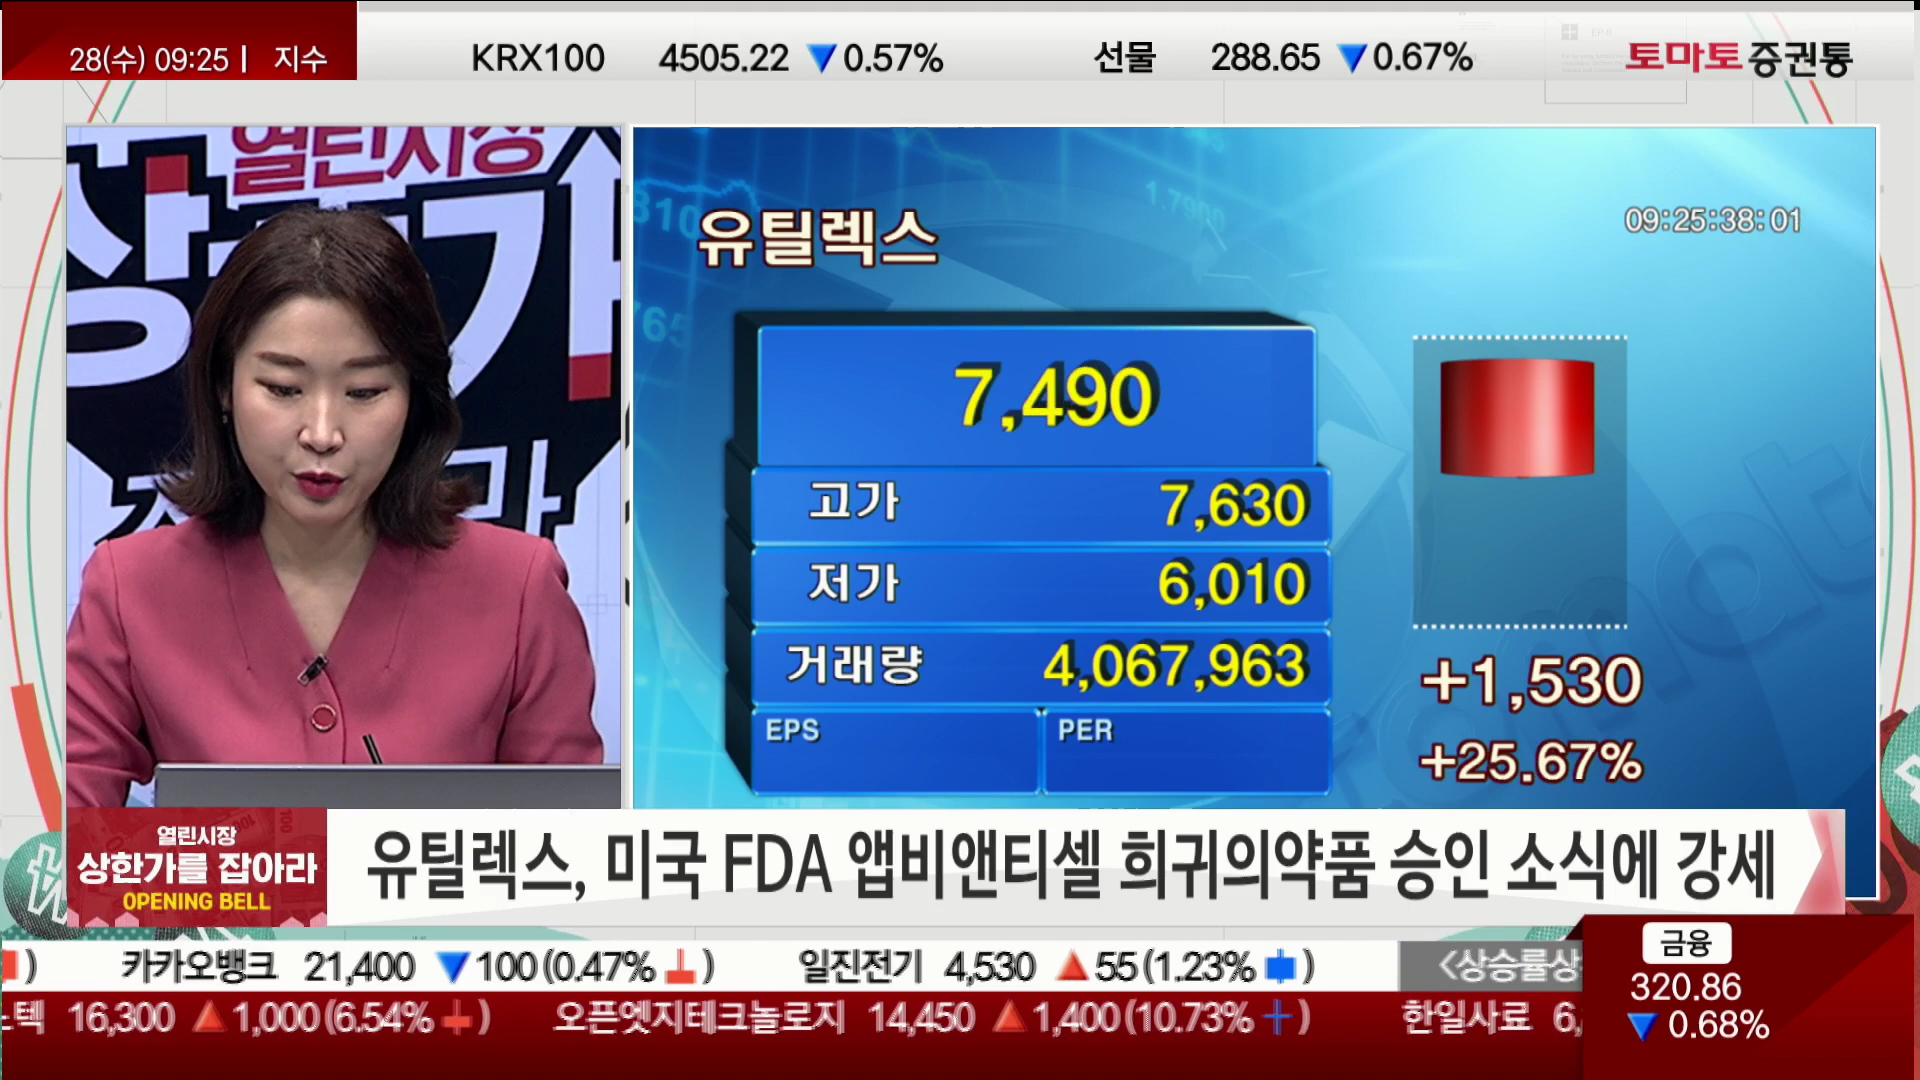 28(수) 09:25 | 지수
KRX100 4505.22 ▼0.57% 선물 288.65 ▼0.67%
토마토증권통
열린시장
유틸렉스
09:25:38:01
7,490
고가 7,630
저가 6,010
거래량 4,067,963
EPS PER
+1,530
+25.67%
열린시장
상한가를 잡아라
OPENING BELL
유틸렉스, 미국 FDA 앱비앤티셀 희귀의약품 승인 소식에 강세
) 카카오뱅크 21,400 ▼100(0.47% ) 일진전기 4,530 ▲55(1.23% ) <상승률상
텍 16,300 ▲1,000(6.54% ) 오픈엣지테크놀로지 14,450 ▲1,400(10.73% ) 한일사료 6,
금융
320.86
▼0.68%